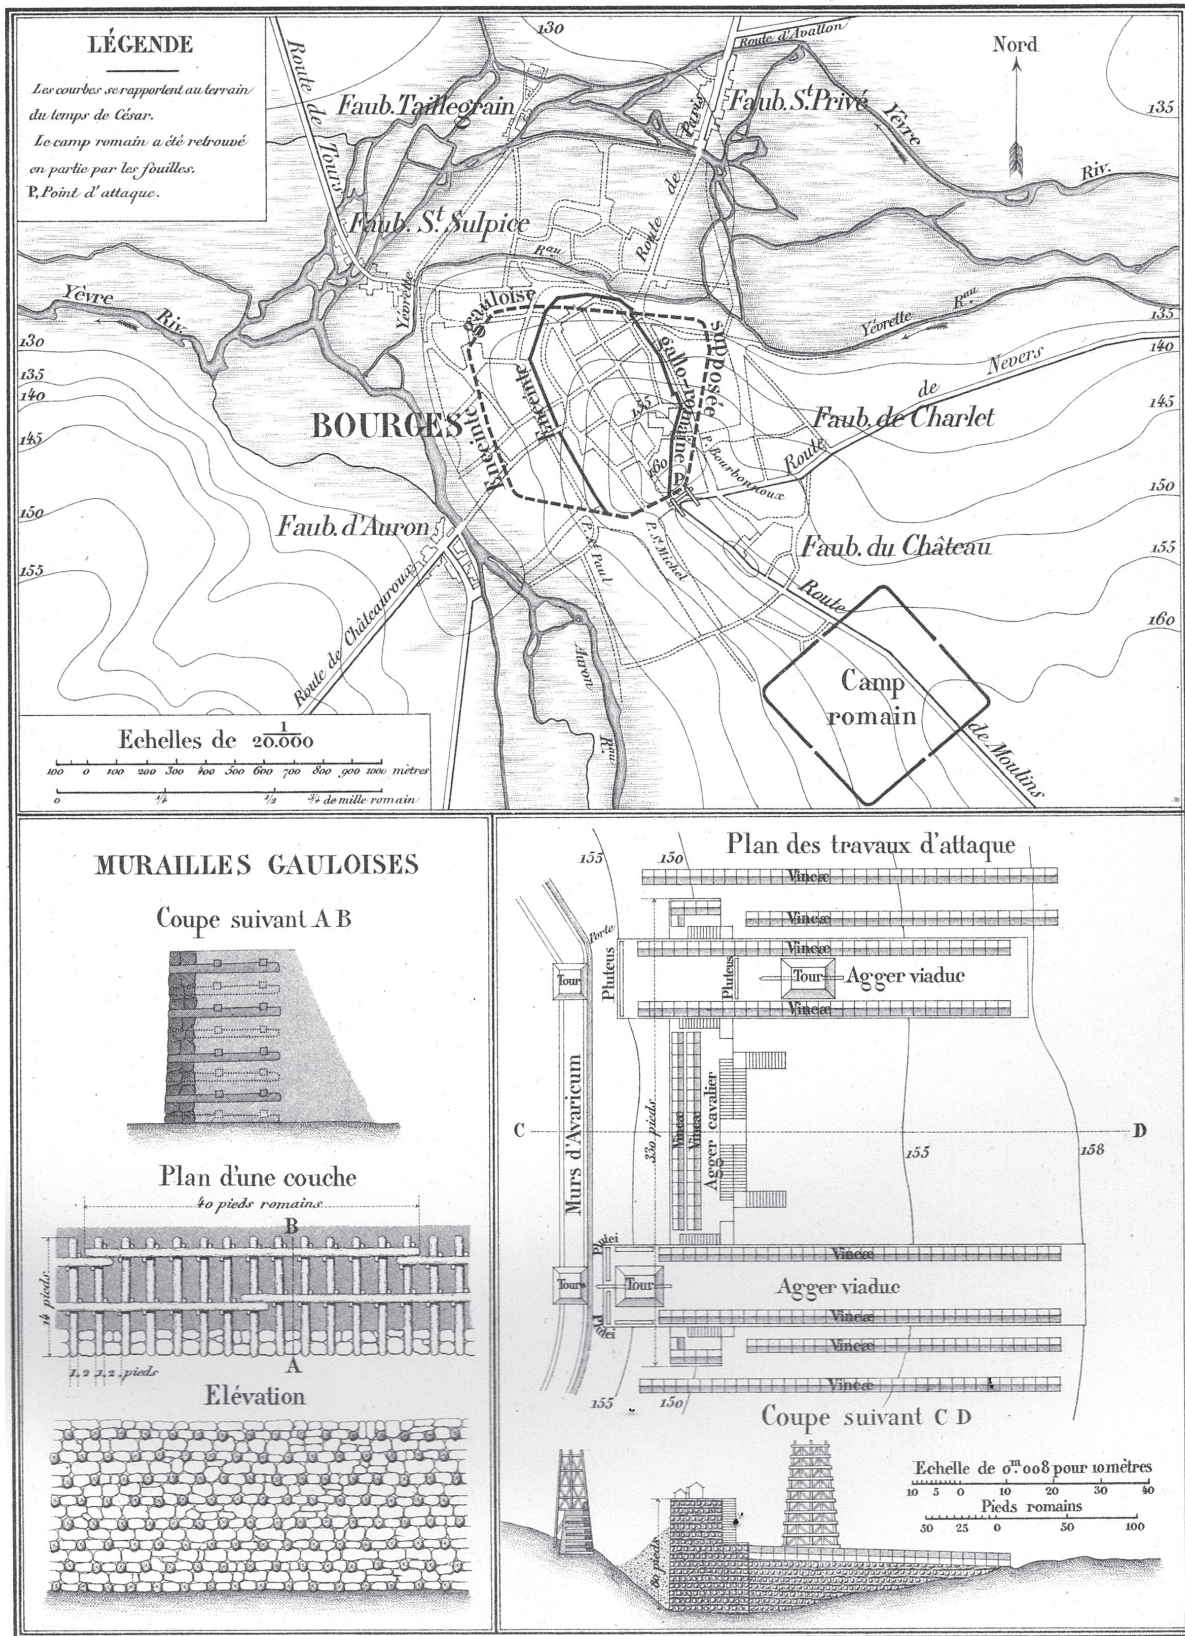 LÉGENDE
Les courbes se rapportent au terrain
du temps de César.
Le camp romain a été retrouvé
en partie par les fouilles.
P, Point d'attaque.
130
Route d'Avallon
Nord
135
Route de Tours
Faub. Taillegrain
Faub. St. Privé
Yèvre
Riv.
Route de Paris
Faub. St. Sulpice
Rau.
Yévrette
Yèvre Riv.
Yévrette Rau.
130
135
140
145
150
155
135
140
145
150
155
160
Enceinte gauloise supposée
Enceinte gallo-romaine
155
160
P
BOURGES
Route de Nevers
Faub. de Charlet
P. Bourbonnoux
Faub. d'Auron
P. St. Paul
P. St. Michel
Faub. du Château
Route de Châteauroux
Auron Rau.
Route de Moulins
Camp
romain
Echelles de 1/20.000
100 0 100 200 300 400 500 600 700 800 900 1000 mètres
0 1/4 1/2 3/4 de mille romain
MURAILLES GAULOISES
Coupe suivant A B
Plan d'une couche
40 pieds romains
B
14 pieds
A
1, 2 1, 2, pieds
Elévation
Plan des travaux d'attaque
155
150
Vineæ
Vineæ
Porte
Vineæ
Tour
Pluteus
Pluteus
Tour
Agger viaduc
Vineæ
Murs d'Avaricum
330 pieds
Vineæ
Vineæ
Agger cavalier
C
D
155
158
Plutei
Vineæ
Tour
Tour
Agger viaduc
Plutei
Vineæ
Vineæ
Vineæ
155
150
Coupe suivant C D
80 pieds
Echelle de 0m.008 pour 10 mètres
10 5 0 10 20 30 40
Pieds romains
50 25 0 50 100